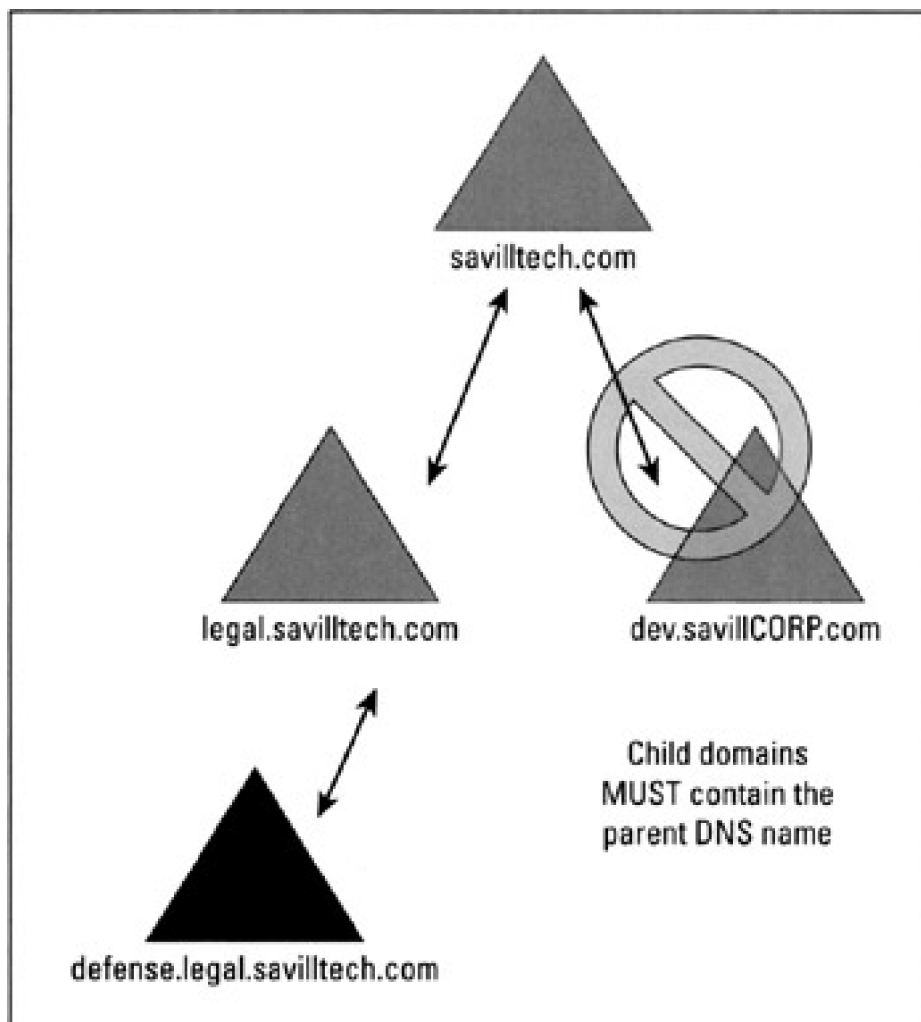 savilltech.com
legal.savilltech.com
dev.savillCORP.com
Child domains
MUST contain the
parent DNS name
defense.legal.savilltech.com